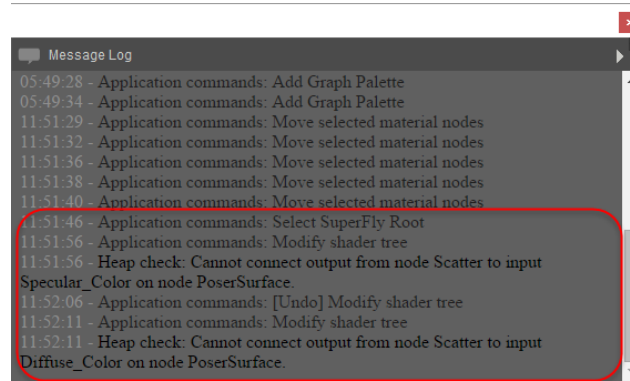 Message Log
05:49:28 - Application commands: Add Graph Palette
05:49:34 - Application commands: Add Graph Palette
11:51:29 - Application commands: Move selected material nodes
11:51:32 - Application commands: Move selected material nodes
11:51:36 - Application commands: Move selected material nodes
11:51:38 - Application commands: Move selected material nodes
11:51:40 - Application commands: Move selected material nodes
11:51:46 - Application commands: Select SuperFly Root
11:51:56 - Application commands: Modify shader tree
11:51:56 - Heap check: Cannot connect output from node Scatter to input
Specular_Color on node PoserSurface.
11:52:06 - Application commands: [Undo] Modify shader tree
11:52:11 - Application commands: Modify shader tree
11:52:11 - Heap check: Cannot connect output from node Scatter to input
Diffuse_Color on node PoserSurface.